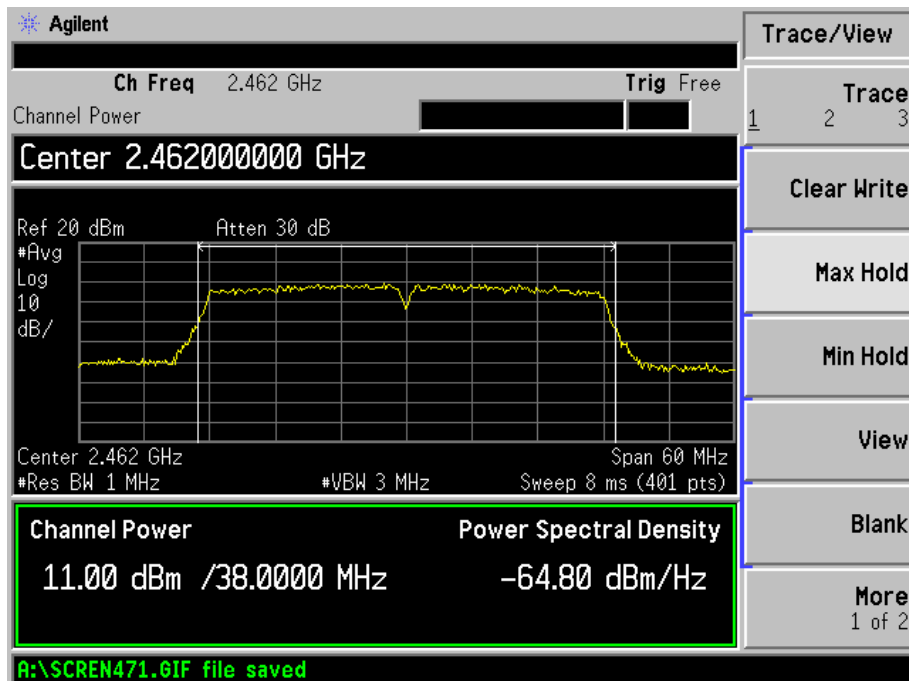 Agilent
Trace/View
Ch Freq 2.462 GHz Trig Free
Channel Power
Trace
1 2 3
Center 2.462000000 GHz
Clear Write
Ref 20 dBm Atten 30 dB
#Avg
Log
10
dB/
Max Hold
Min Hold
View
Center 2.462 GHz Span 60 MHz
#Res BW 1 MHz #VBW 3 MHz Sweep 8 ms (401 pts)
Channel Power Power Spectral Density
Blank
11.00 dBm /38.0000 MHz -64.80 dBm/Hz
More
1 of 2
A:\SCREN471.GIF file saved